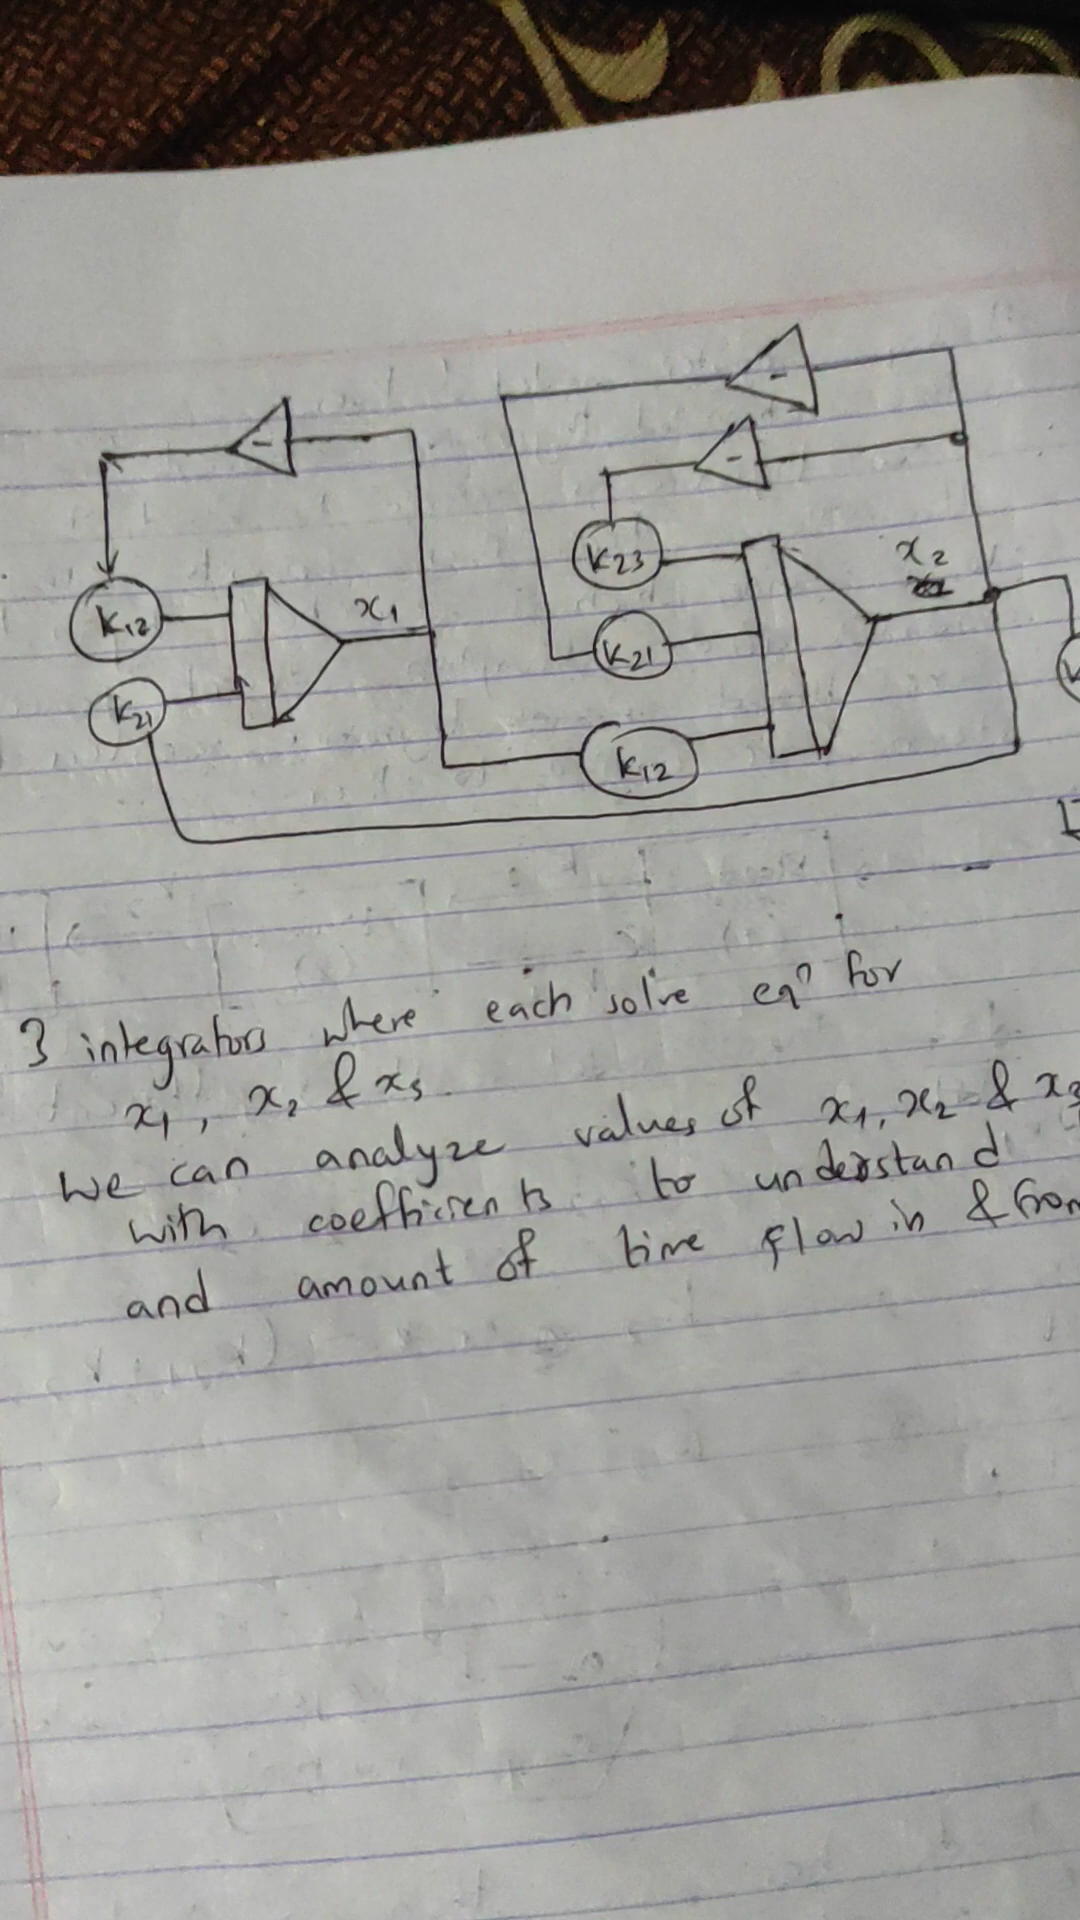 -
-
-
K23
x2
K12
x1
K21
K21
K12
3 integrators where each solve eqn for
x1, x2 & x3.
We can analyze values of x1, x2 & x3
with coefficients to understand
and amount of time flow in & from